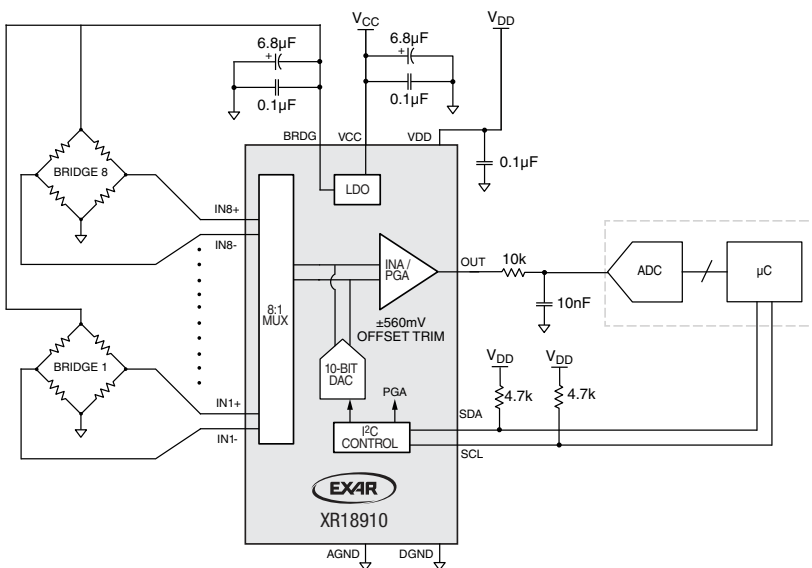 V_CC
V_DD
6.8µF
+
0.1µF
6.8µF
+
0.1µF
BRDG
VCC
VDD
0.1µF
LDO
BRIDGE 8
IN8+
IN8-
8:1
MUX
INA /
PGA
OUT
10k
10nF
ADC
µC
±560mV
OFFSET TRIM
10-BIT
DAC
PGA
V_DD
V_DD
4.7k
4.7k
BRIDGE 1
IN1+
IN1-
I²C
CONTROL
SDA
SCL
EXAR
XR18910
AGND
DGND